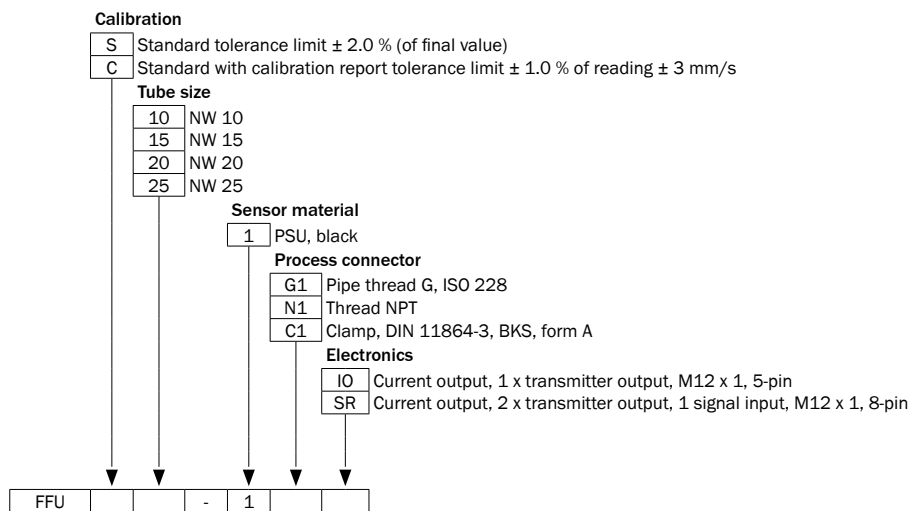 Calibration
S Standard tolerance limit ± 2.0 % (of final value)
C Standard with calibration report tolerance limit ± 1.0 % of reading ± 3 mm/s
Tube size
10 NW 10
15 NW 15
20 NW 20
25 NW 25
Sensor material
1 PSU, black
Process connector
G1 Pipe thread G, ISO 228
N1 Thread NPT
C1 Clamp, DIN 11864-3, BKS, form A
Electronics
IO Current output, 1 x transmitter output, M12 x 1, 5-pin
SR Current output, 2 x transmitter output, 1 signal input, M12 x 1, 8-pin
FFU - 1